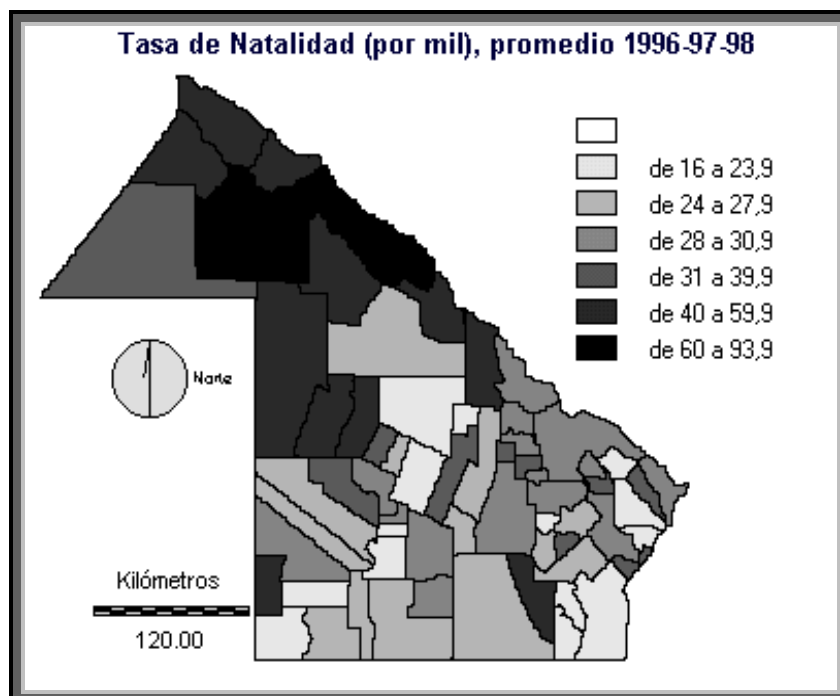 Tasa de Natalidad (por mil), promedio 1996-97-98
de 16 a 23,9
de 24 a 27,9
de 28 a 30,9
de 31 a 39,9
de 40 a 59,9
de 60 a 93,9
Norte
Kilómetros
120.00